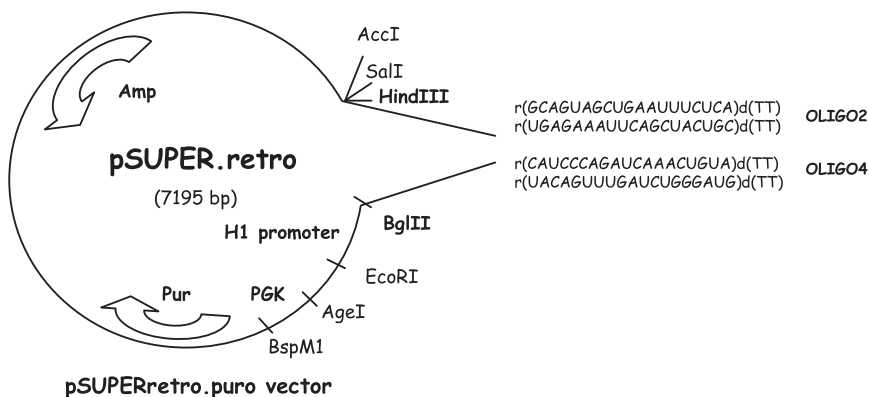 AccI
SalI
HindIII
Amp
pSUPER.retro
(7195 bp)
r(GCAGUAGCUGAAUUUCUCA)d(TT)
r(UGAGAAAUUCAGCUACUGC)d(TT)
OLIGO2
r(CAUCCCAGAUCAAACUGUA)d(TT)
r(UACAGUUUGAUCUGGGAUG)d(TT)
OLIGO4
BglII
H1 promoter
EcoRI
Pur
PGK
AgeI
BspM1
pSUPERretro.puro vector